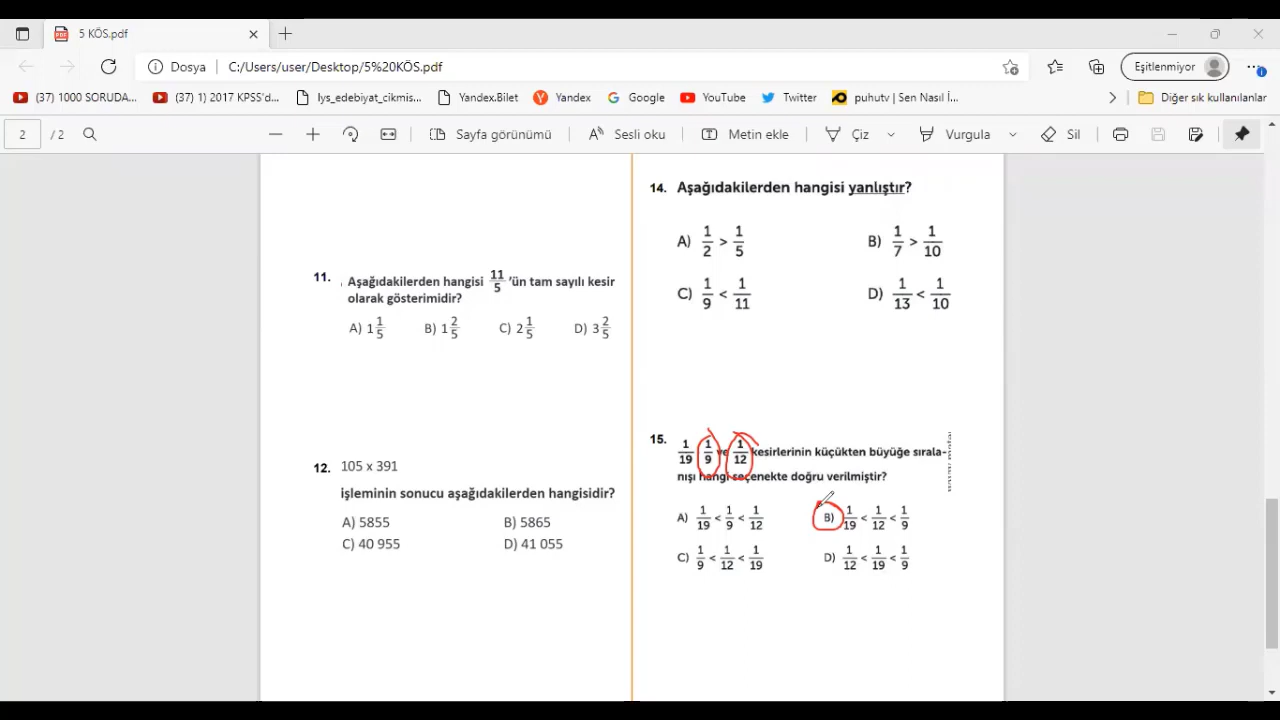 5 KÖS.pdf
Dosya
C:/Users/user/Desktop/5%20KÖS.pdf
Eşitlenmiyor
(37) 1000 SORUDA...
(37) 1) 2017 KPSS'd...
lys_edebiyat_cikmis...
Yandex.Bilet
Yandex
Google
YouTube
Twitter
puhutv | Sen Nasıl İ...
Diğer sık kullanılanlar
2 / 2
Sayfa görünümü
Sesli oku
Metin ekle
Çiz
Vurgula
Sil
11. Aşağıdakilerden hangisi 11/5 'ün tam sayılı kesir
olarak gösterimidir?
A) 1 1/5 B) 1 2/5 C) 2 1/5 D) 3 2/5
12. 105 x 391
işleminin sonucu aşağıdakilerden hangisidir?
A) 5855 B) 5865
C) 40 955 D) 41 055
14. Aşağıdakilerden hangisi yanlıştır?
A) 1/2 > 1/5 B) 1/7 > 1/10
C) 1/9 < 1/11 D) 1/13 < 1/10
15. 1/19 1/9 ve 1/12 kesirlerinin küçükten büyüğe sırala-
nışı hangi seçenekte doğru verilmiştir?
A) 1/19 < 1/9 < 1/12 B) 1/19 < 1/12 < 1/9
C) 1/9 < 1/12 < 1/19 D) 1/12 < 1/19 < 1/9